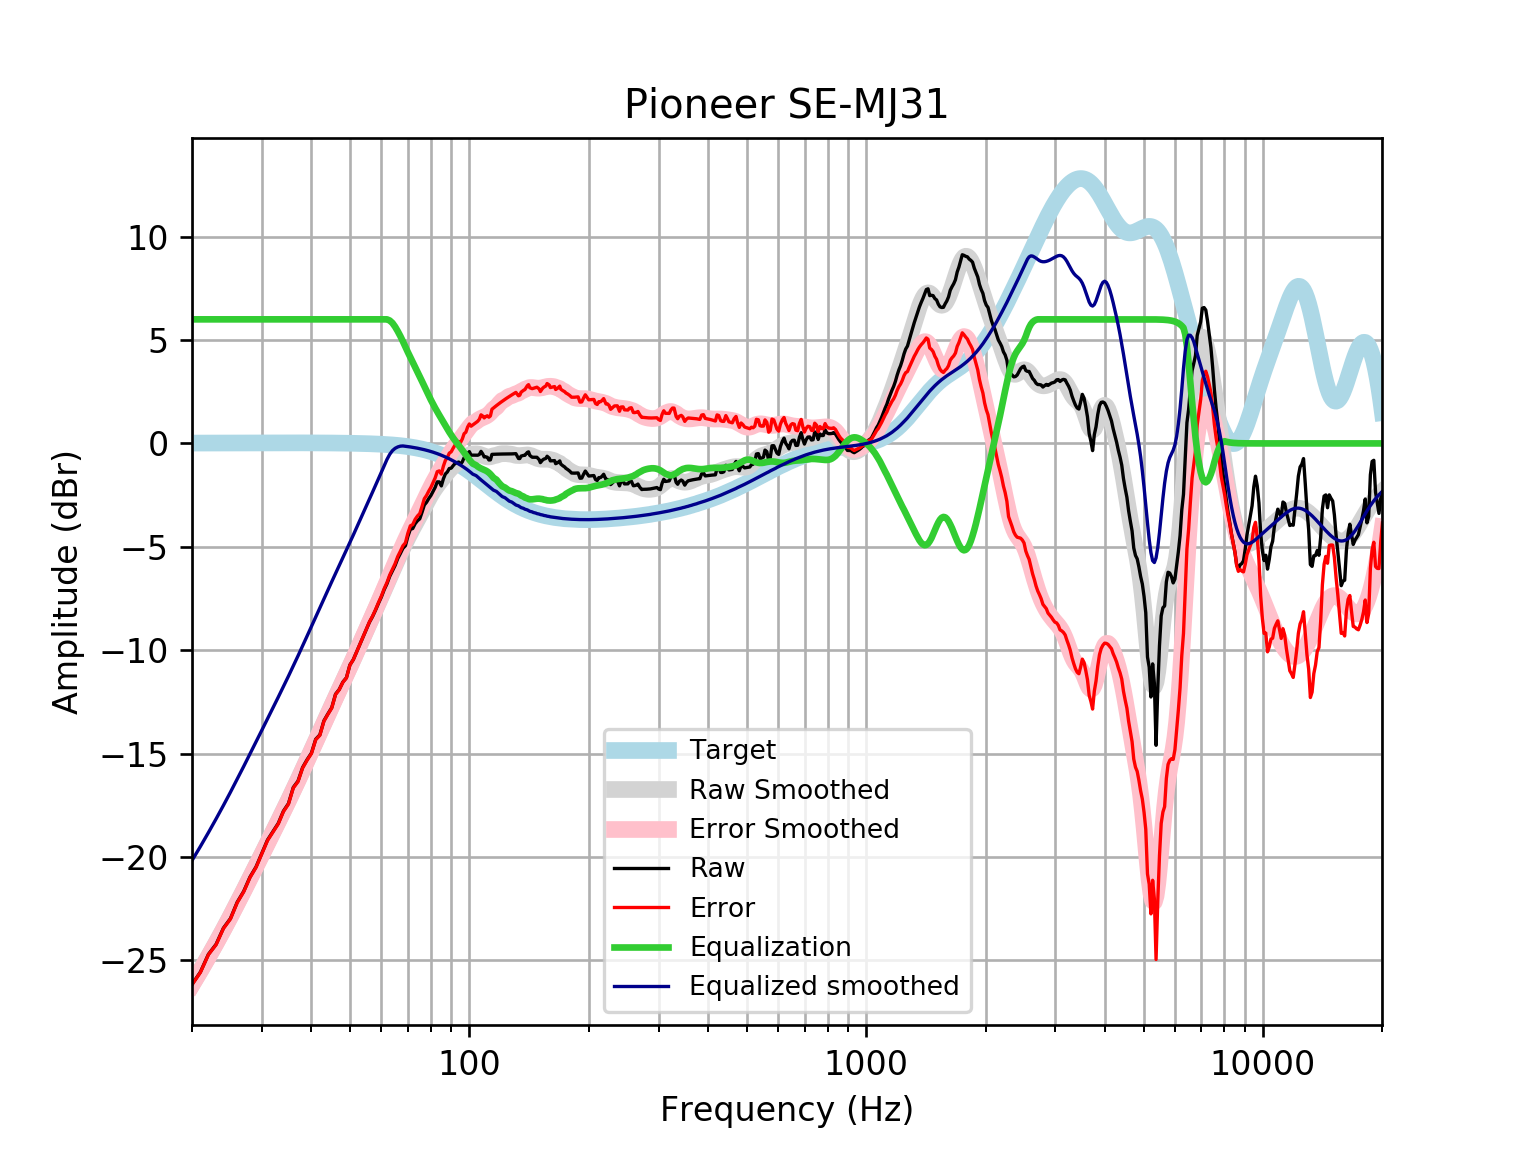 Pioneer SE-MJ31
Amplitude (dBr)
10
5
0
−5
−10
−15
−20
−25
Target
Raw Smoothed
Error Smoothed
Raw
Error
Equalization
Equalized smoothed
100
1000
10000
Frequency (Hz)